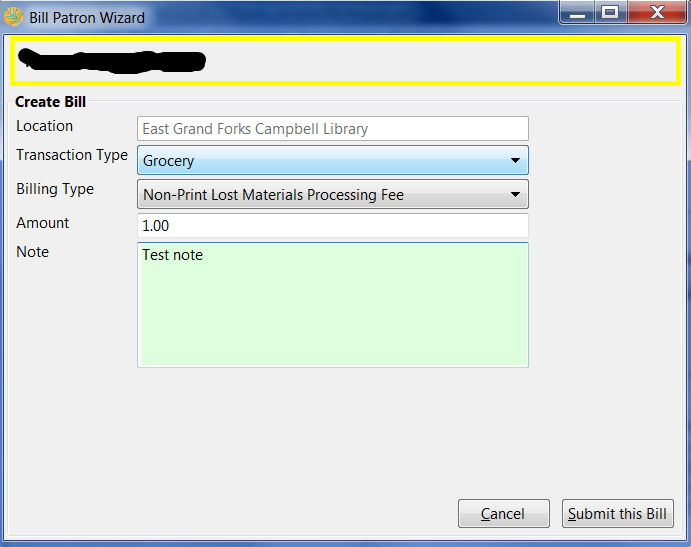 Bill Patron Wizard
Create Bill
Location East Grand Forks Campbell Library
Transaction Type Grocery
Billing Type Non-Print Lost Materials Processing Fee
Amount 1.00
Note Test note
Cancel Submit this Bill